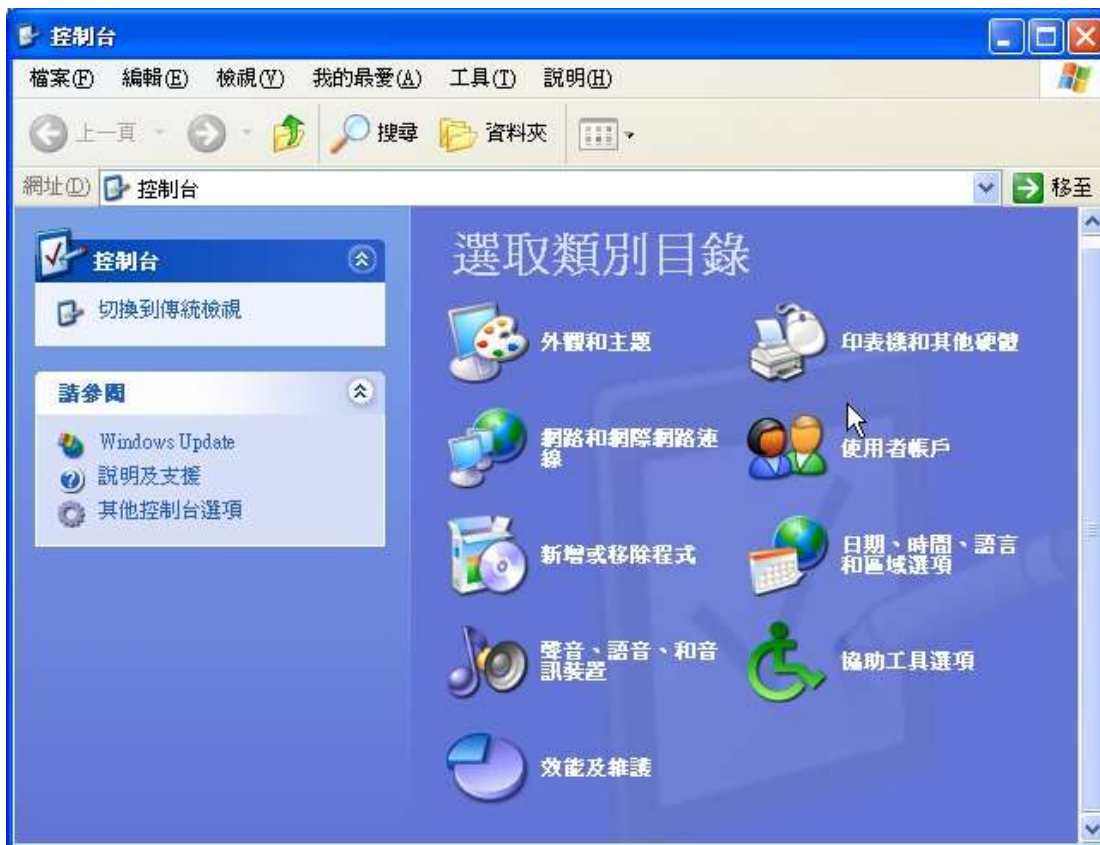 控制台
檔案(F) 編輯(E) 檢視(V) 我的最愛(A) 工具(T) 說明(H)
上一頁 搜尋 資料夾
網址(D) 控制台 移至
控制台
切換到傳統檢視
請參閱
Windows Update
說明及支援
其他控制台選項
選取類別目錄
外觀和主題
印表機和其他硬體
網路和網際網路連
線
使用者帳戶
新增或移除程式
日期、時間、語言
和區域選項
聲音、語音、和音
訊裝置
協助工具選項
效能及維護